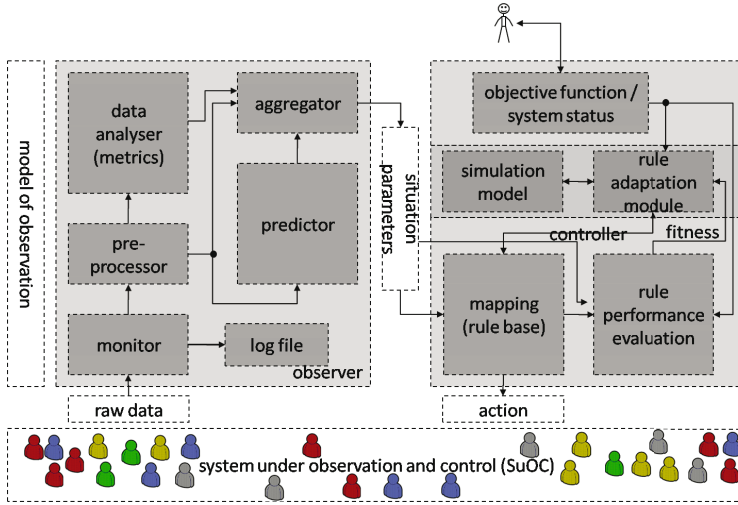 model of observation
data
analyser
(metrics)
aggregator
pre-
processor
predictor
monitor
log file
observer
raw data
situation
parameters
objective function /
system status
simulation
model
rule
adaptation
module
controller
fitness
mapping
(rule base)
rule
performance
evaluation
action
system under observation and control (SuOC)